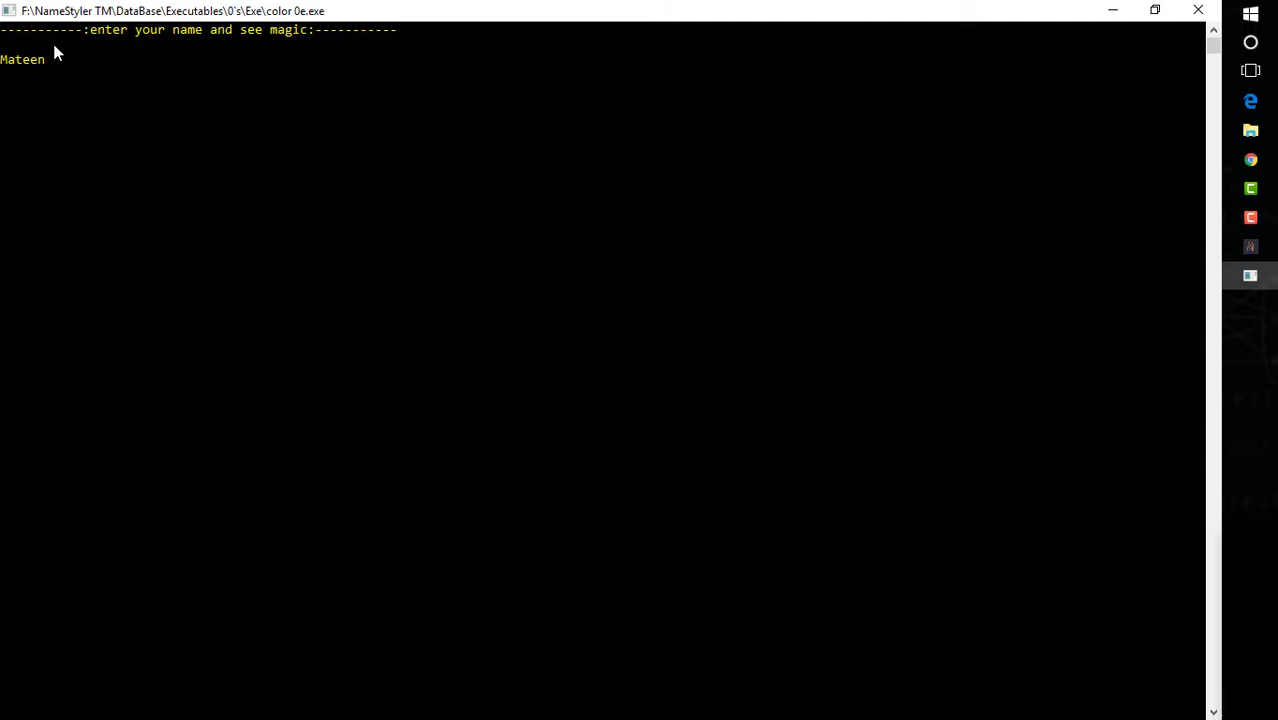 F:\NameStyler TM\DataBase\Executables\0`s\Exe\color 0e.exe
-----------:enter your name and see magic:-----------
Mateen